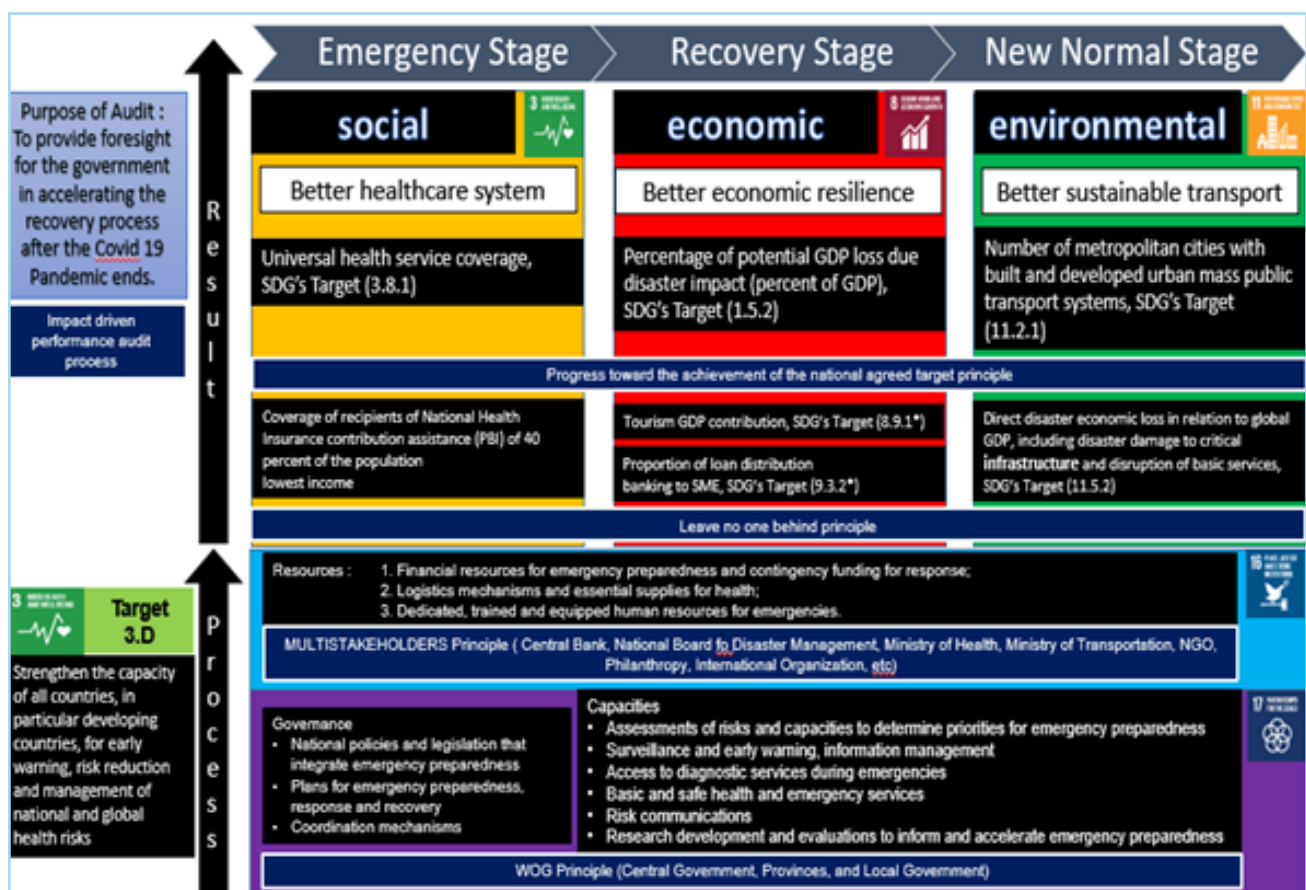 Emergency Stage
Recovery Stage
New Normal Stage
Purpose of Audit :
To provide foresight
for the government
in accelerating the
recovery process
after the Covid 19
Pandemic ends.
Impact driven
performance audit
process
Result
social
3
Better healthcare system
Universal health service coverage,
SDG's Target (3.8.1)
economic
8
Better economic resilience
Percentage of potential GDP loss due
disaster impact (percent of GDP),
SDG's Target (1.5.2)
environmental
11
Better sustainable transport
Number of metropolitan cities with
built and developed urban mass public
transport systems, SDG's Target
(11.2.1)
Progress toward the achievement of the national agreed target principle
Coverage of recipients of National Health
Insurance contribution assistance (PBI) of 40
percent of the population
lowest income
Tourism GDP contribution, SDG's Target (8.9.1*)
Proportion of loan distribution
banking to SME, SDG's Target (9.3.2*)
Direct disaster economic loss in relation to global
GDP, including disaster damage to critical
infrastructure and disruption of basic services,
SDG's Target (11.5.2)
Leave no one behind principle
3
Target
3.D
Strengthen the capacity
of all countries, in
particular developing
countries, for early
warning, risk reduction
and management of
national and global
health risks
Process
Resources : 1. Financial resources for emergency preparedness and contingency funding for response;
2. Logistics mechanisms and essential supplies for health;
3. Dedicated, trained and equipped human resources for emergencies.
16
MULTISTAKEHOLDERS Principle ( Central Bank, National Board fo Disaster Management, Ministry of Health, Ministry of Transportation, NGO,
Philanthropy, International Organization, etc)
Governance
• National policies and legislation that
integrate emergency preparedness
• Plans for emergency preparedness,
response and recovery
• Coordination mechanisms
Capacities
• Assessments of risks and capacities to determine priorities for emergency preparedness
• Surveillance and early warning, information management
• Access to diagnostic services during emergencies
• Basic and safe health and emergency services
• Risk communications
• Research development and evaluations to inform and accelerate emergency preparedness
17
WOG Principle (Central Government, Provinces, and Local Government)